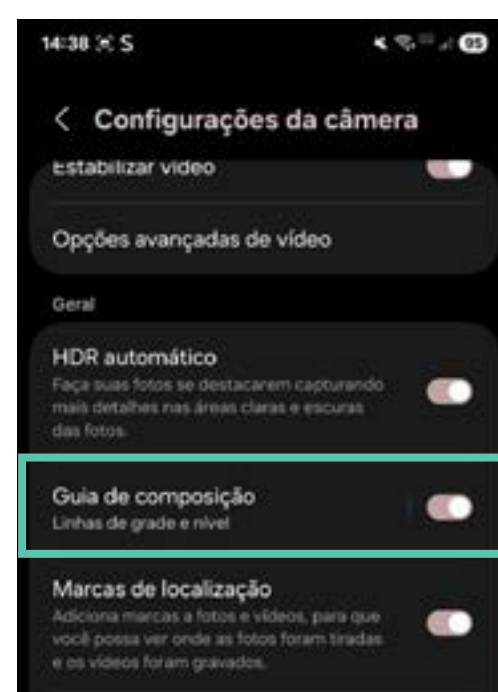 14:38 S
95
Configurações da câmera
Estabilizar vídeo
Opções avançadas de vídeo
Geral
HDR automático
Faça suas fotos se destacarem capturando
mais detalhes nas áreas claras e escuras
das fotos.
Guia de composição
Linhas de grade e nível
Marcas de localização
Adiciona marcas a fotos e vídeos, para que
você possa ver onde as fotos foram tiradas
e os vídeos foram gravados.